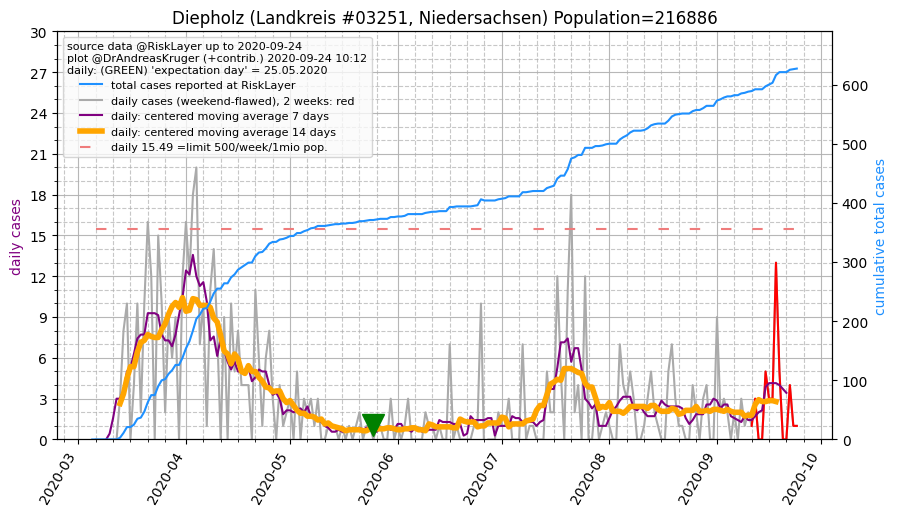 Diepholz (Landkreis #03251, Niedersachsen) Population=216886
source data @RiskLayer up to 2020-09-24
plot @DrAndreasKruger (+contrib.) 2020-09-24 10:12
daily: (GREEN) 'expectation day' = 25.05.2020
total cases reported at RiskLayer
daily cases (weekend-flawed), 2 weeks: red
daily: centered moving average 7 days
daily: centered moving average 14 days
daily 15.49 =limit 500/week/1mio pop.
daily cases
30
27
24
21
18
15
12
9
6
3
0
cumulative total cases
600
500
400
300
200
100
0
2020-03
2020-04
2020-05
2020-06
2020-07
2020-08
2020-09
2020-10